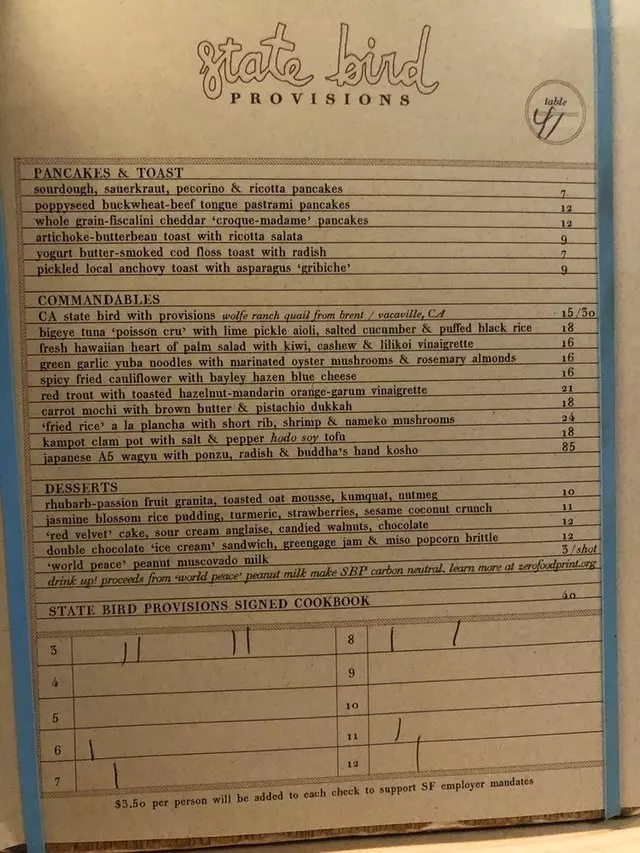 state bird
PROVISIONS
table
41
PANCAKES & TOAST
sourdough, sauerkraut, pecorino & ricotta pancakes 7
poppyseed buckwheat-beef tongue pastrami pancakes 12
whole grain-fiscalini cheddar ‘croque-madame’ pancakes 12
artichoke-butterbean toast with ricotta salata 9
yogurt butter-smoked cod floss toast with radish 7
pickled local anchovy toast with asparagus ‘gribiche’ 9
COMMANDABLES
CA state bird with provisions wolfe ranch quail from brent / vacaville, CA 15/30
bigeye tuna ‘poisson cru’ with lime pickle aioli, salted cucumber & puffed black rice 18
fresh hawaiian heart of palm salad with kiwi, cashew & lilikoi vinaigrette 16
green garlic yuba noodles with marinated oyster mushrooms & rosemary almonds 16
spicy fried cauliflower with bayley hazen blue cheese 16
red trout with toasted hazelnut-mandarin orange-garum vinaigrette 21
carrot mochi with brown butter & pistachio dukkah 18
‘fried rice’ a la plancha with short rib, shrimp & nameko mushrooms 24
kampot clam pot with salt & pepper hodo soy tofu 18
japanese A5 wagyu with ponzu, radish & buddha's hand kosho 85
DESSERTS
rhubarb-passion fruit granita, toasted oat mousse, kumquat, nutmeg 10
jasmine blossom rice pudding, turmeric, strawberries, sesame coconut crunch 11
‘red velvet’ cake, sour cream anglaise, candied walnuts, chocolate 12
double chocolate ‘ice cream’ sandwich, greengage jam & miso popcorn brittle 12
‘world peace’ peanut muscovado milk 3/shot
drink up! proceeds from ‘world peace’ peanut milk make SBP carbon neutral. learn more at zerofoodprint.org
STATE BIRD PROVISIONS SIGNED COOKBOOK 40
3 8
4 9
5 10
6 11
7 12
$3.50 per person will be added to each check to support SF employer mandates